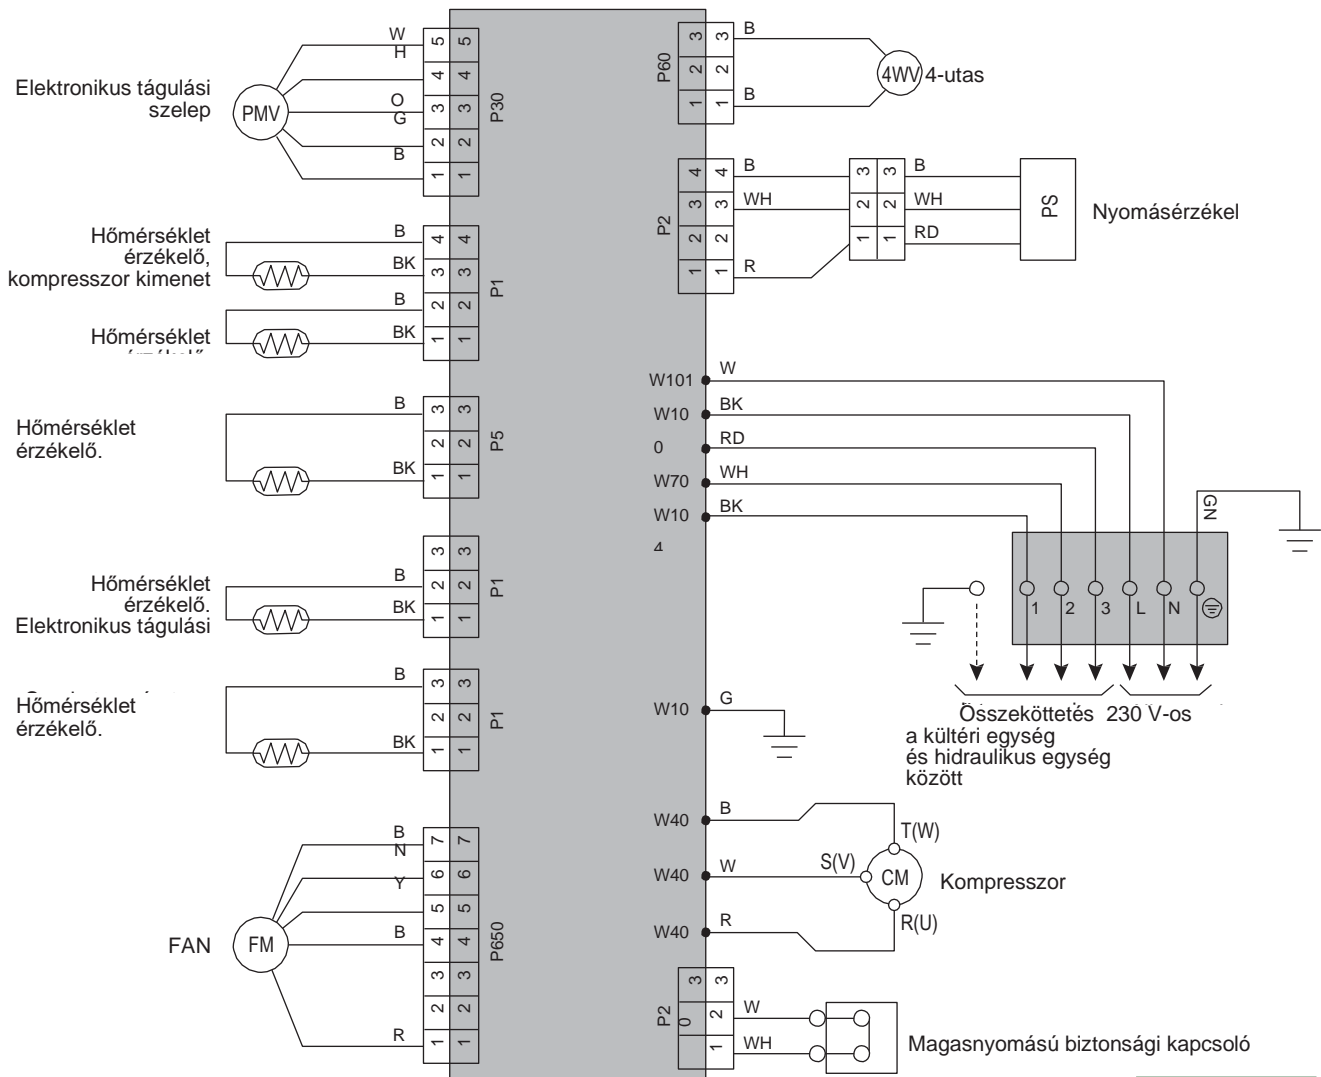 Elektronikus tágulási
szelep
PMV
W
H
O
G
B
5 5
4 4
3 3
2 2
1 1
P30
Hőmérséklet
érzékelő,
kompresszor kimenet
B
BK
B
BK
4 4
3 3
2 2
1 1
P1
Hőmérséklet
Hőmérséklet
érzékelő.
B
BK
3 3
2 2
1 1
P5
Hőmérséklet
érzékelő.
Elektronikus tágulási
B
BK
3 3
2 2
1 1
P1
Hőmérséklet
érzékelő.
B
BK
3 3
2 2
1 1
P1
FAN
FM
B
N
Y
B
R
7 7
6 6
5 5
4 4
3 3
2 2
1 1
P650
P60
3 3
2 2
1 1
B
B
4WV
4-utas
P2
4 4
3 3
2 2
1 1
B
WH
R
3 3
2 2
1 1
B
WH
RD
PS
Nyomásérzékel
W101
W
W10
BK
0
RD
W70
WH
W10
BK
4
GN
1 2 3 L N
Összeköttetés
a kültéri egység
és hidraulikus egység
között
230 V-os
W10
G
W40
B
W40
W
W40
R
T(W)
S(V)
CM
R(U)
Kompresszor
P2
0
3 3
2
1
W
WH
Magasnyomású biztonsági kapcsoló